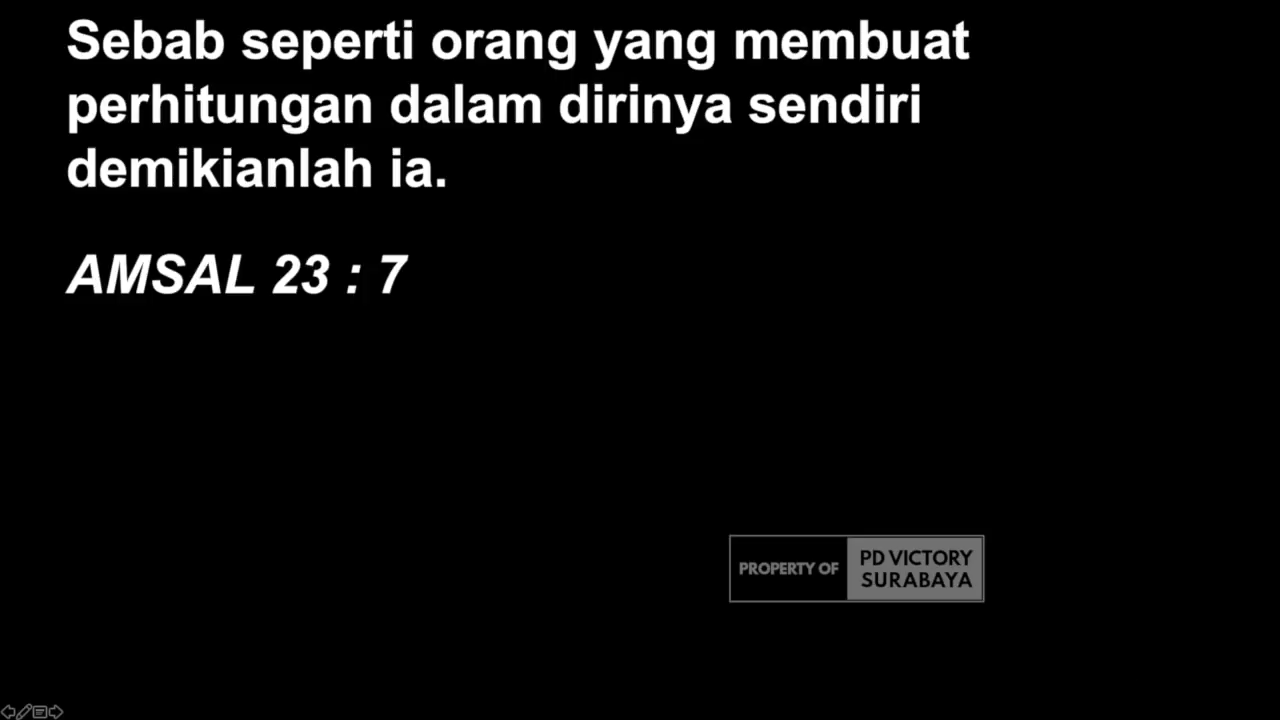 Sebab seperti orang yang membuat
perhitungan dalam dirinya sendiri
demikianlah ia.
AMSAL 23 : 7
PROPERTY OF
PD VICTORY
SURABAYA